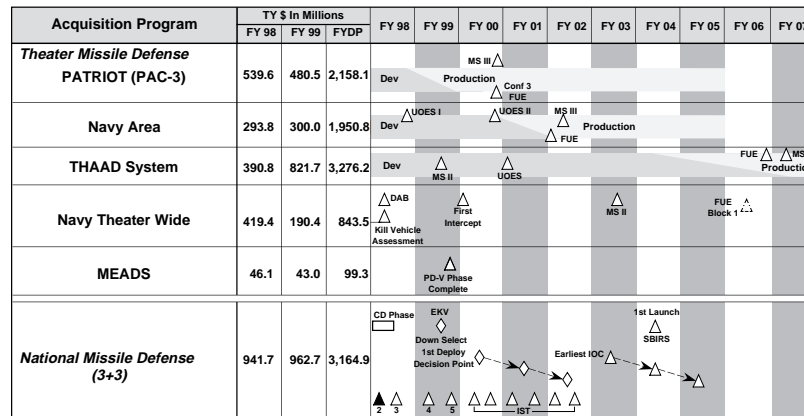 Acquisition Program
TY $ In Millions
FY 98 FY 99 FYDP
FY 98 FY 99 FY 00 FY 01 FY 02 FY 03 FY 04 FY 05 FY 06 FY 07
Theater Missile Defense
PATRIOT (PAC-3)
539.6 480.5 2,158.1
Dev
Production
MS III
Conf 3
FUE
Navy Area
293.8 300.0 1,950.8
Dev
UOES I
UOES II
MS III
FUE
Production
THAAD System
390.8 821.7 3,276.2
Dev
MS II
UOES
FUE
MS
Productio
Navy Theater Wide
419.4 190.4 843.5
DAB
Kill Vehicle
Assessment
First
Intercept
MS II
FUE
Block 1
MEADS
46.1 43.0 99.3
PD-V Phase
Complete
National Missile Defense
(3+3)
941.7 962.7 3,164.9
CD Phase
EKV
Down Select
1st Deploy
Decision Point
Earliest IOC
1st Launch
SBIRS
2 3 4 5 IST